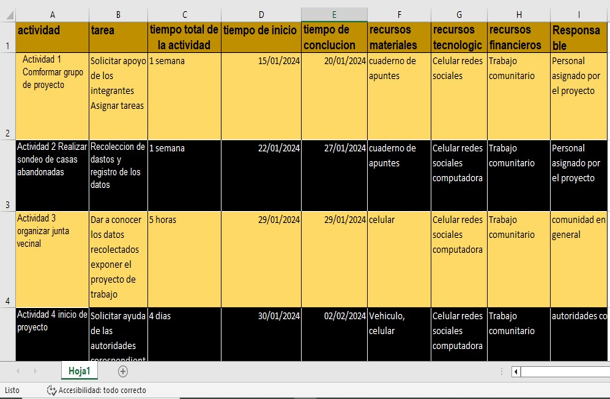 A B C D E F G H I
actividad tarea tiempo total de tiempo de inicio tiempo de recursos recursos recursos Responsa
la actividad conclucion materiales tecnologic financieros ble
1
Actividad 1 Solicitar apoyo 1 semana 15/01/2024 20/01/2024 cuaderno de Celular redes Trabajo Personal
Comformar grupo de los apuntes sociales comunitario asignado por
de proyecto integrantes el proyecto
Asignar tareas
2
Actividad 2 Realizar Recoleccion de 1 semana 22/01/2024 27/01/2024 cuaderno de Celular redes Trabajo Personal
sondeo de casas dastos y apuntes sociales comunitario asignado por
abandonadas registro de los computadora el proyecto
datos
3
Actividad 3 Dar a conocer 5 horas 29/01/2024 29/01/2024 celular Celular redes Trabajo comunidad en
organizar junta los datos sociales comunitario general
vecinal recolectados computadora
exponer el
proyecto de
trabajo
4
Actividad 4 inicio de Solicitar ayuda 4 dias 30/01/2024 02/02/2024 Vehiculo, Celular redes Trabajo autoridades co
proyecto de las celular sociales comunitario
autoridades computadora
corespondient
Hoja1
Listo Accesibilidad: todo correcto